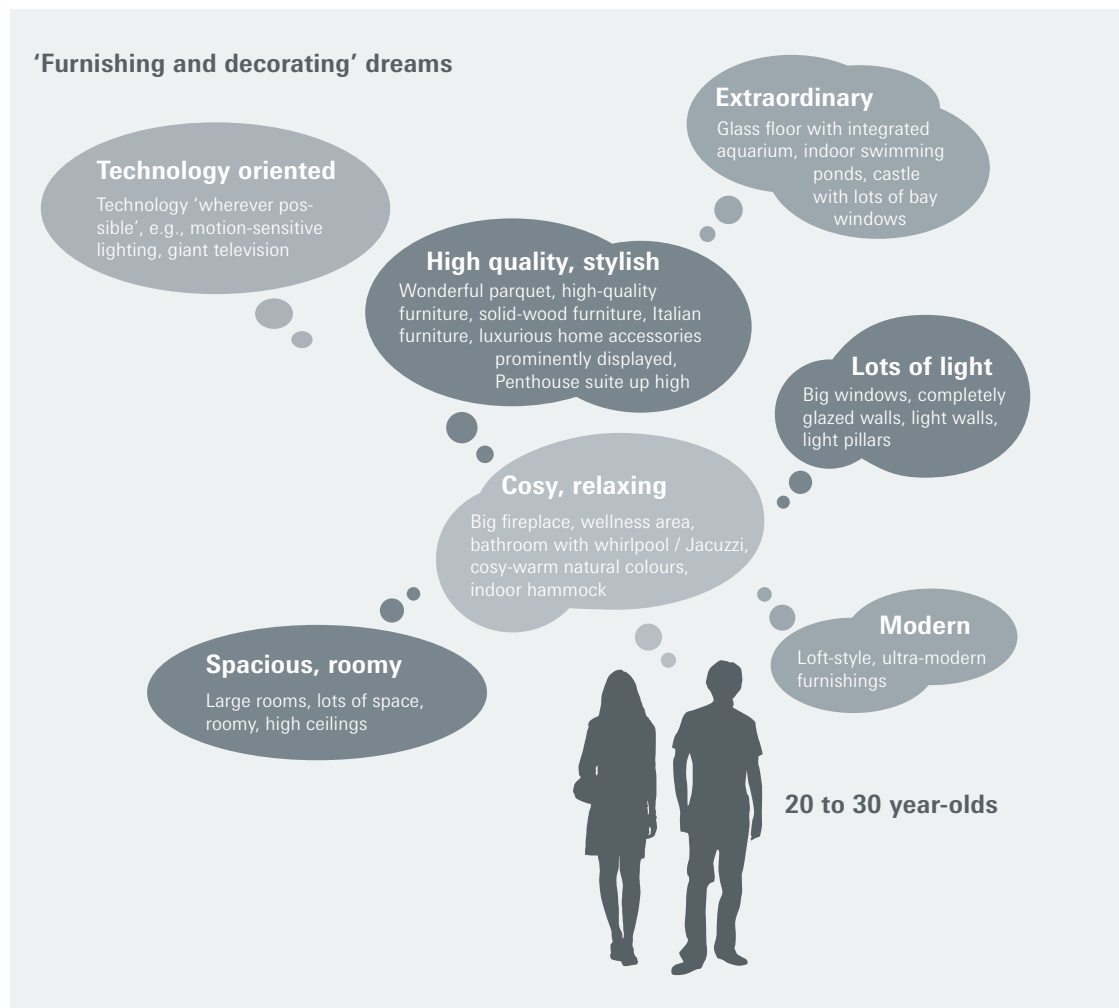 ‘Furnishing and decorating’ dreams
Extraordinary
Glass floor with integrated
aquarium, indoor swimming
ponds, castle
with lots of bay
windows
Technology oriented
Technology ‘wherever pos-
sible’, e.g., motion-sensitive
lighting, giant television
High quality, stylish
Wonderful parquet, high-quality
furniture, solid-wood furniture, Italian
furniture, luxurious home accessories
prominently displayed,
Penthouse suite up high
Lots of light
Big windows, completely
glazed walls, light walls,
light pillars
Cosy, relaxing
Big fireplace, wellness area,
bathroom with whirlpool / Jacuzzi,
cosy-warm natural colours,
indoor hammock
Modern
Loft-style, ultra-modern
furnishings
Spacious, roomy
Large rooms, lots of space,
roomy, high ceilings
20 to 30 year-olds